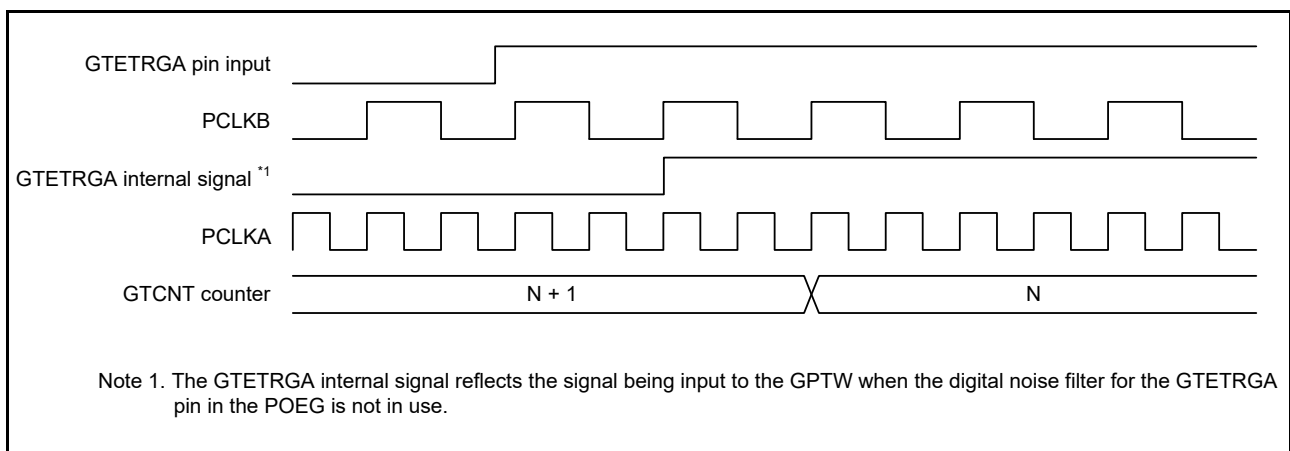 GTETRGA pin input
PCLKB
GTETRGA internal signal *1
PCLKA
GTCNT counter
N + 1
N
Note 1. The GTETRGA internal signal reflects the signal being input to the GPTW when the digital noise filter for the GTETRGA
pin in the POEG is not in use.